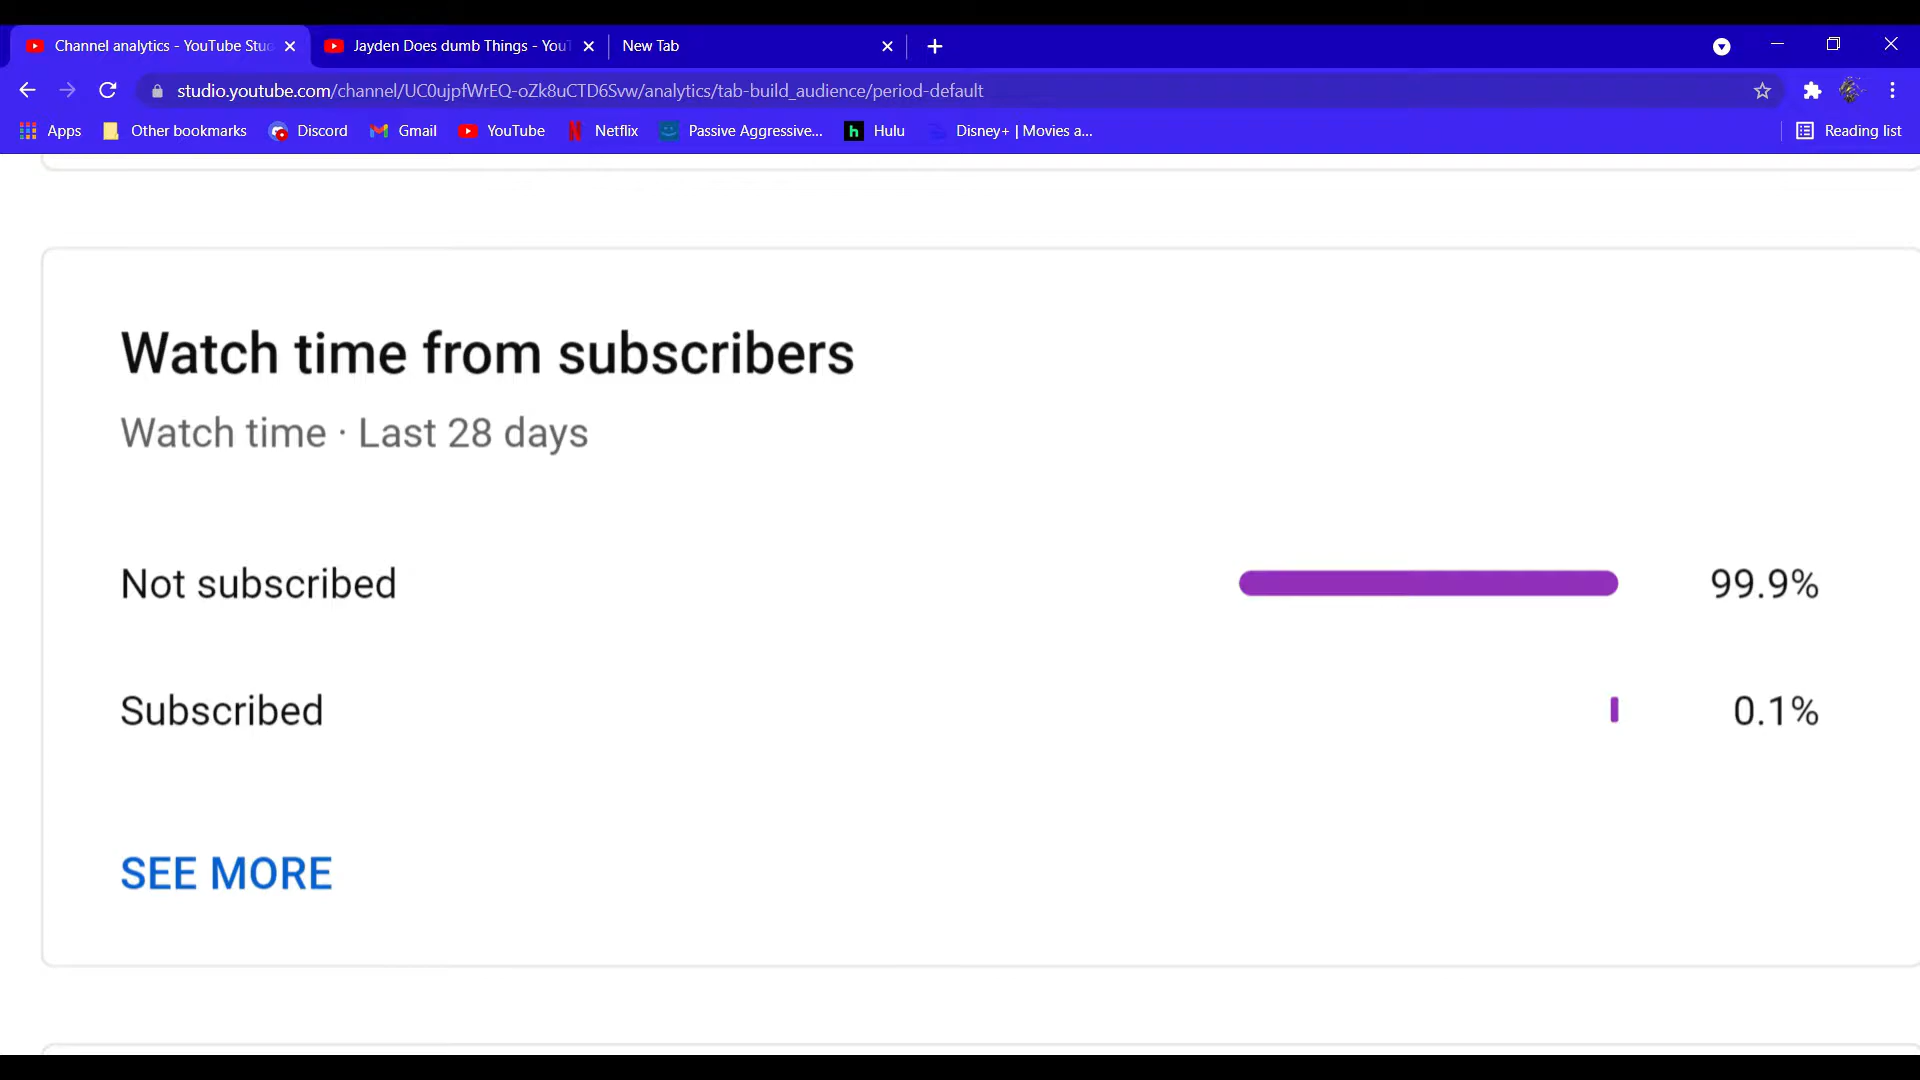 Channel analytics - YouTube Stu
Jayden Does dumb Things - You
New Tab
studio.youtube.com/channel/UC0ujpfWrEQ-oZk8uCTD6Svw/analytics/tab-build_audience/period-default
Apps Other bookmarks Discord Gmail YouTube Netflix Passive Aggressive... h Hulu Disney+ | Movies a... Reading list
Watch time from subscribers
Watch time · Last 28 days
Not subscribed 99.9%
Subscribed 0.1%
SEE MORE